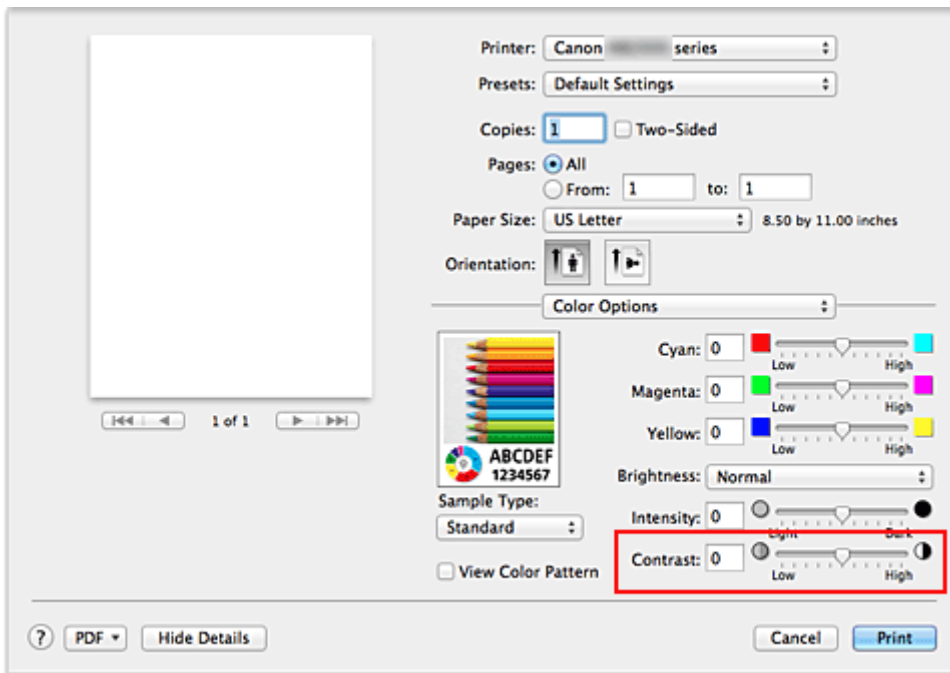 Printer: Canon series
Presets: Default Settings
Copies: 1 Two-Sided
Pages: All
From: 1 to: 1
Paper Size: US Letter 8.50 by 11.00 inches
Orientation:
Color Options
Cyan: 0
Low High
Magenta: 0
Low High
Yellow: 0
Low High
Brightness: Normal
Intensity: 0
Light Dark
Contrast: 0
Low High
ABCDEF
1234567
Sample Type:
Standard
View Color Pattern
1 of 1
? PDF Hide Details Cancel Print